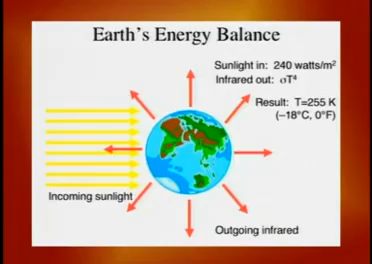 Earth's Energy Balance
Sunlight in: 240 watts/m²
Infrared out: σT⁴
Result: T=255 K
(–18°C, 0°F)
Incoming sunlight
Outgoing infrared